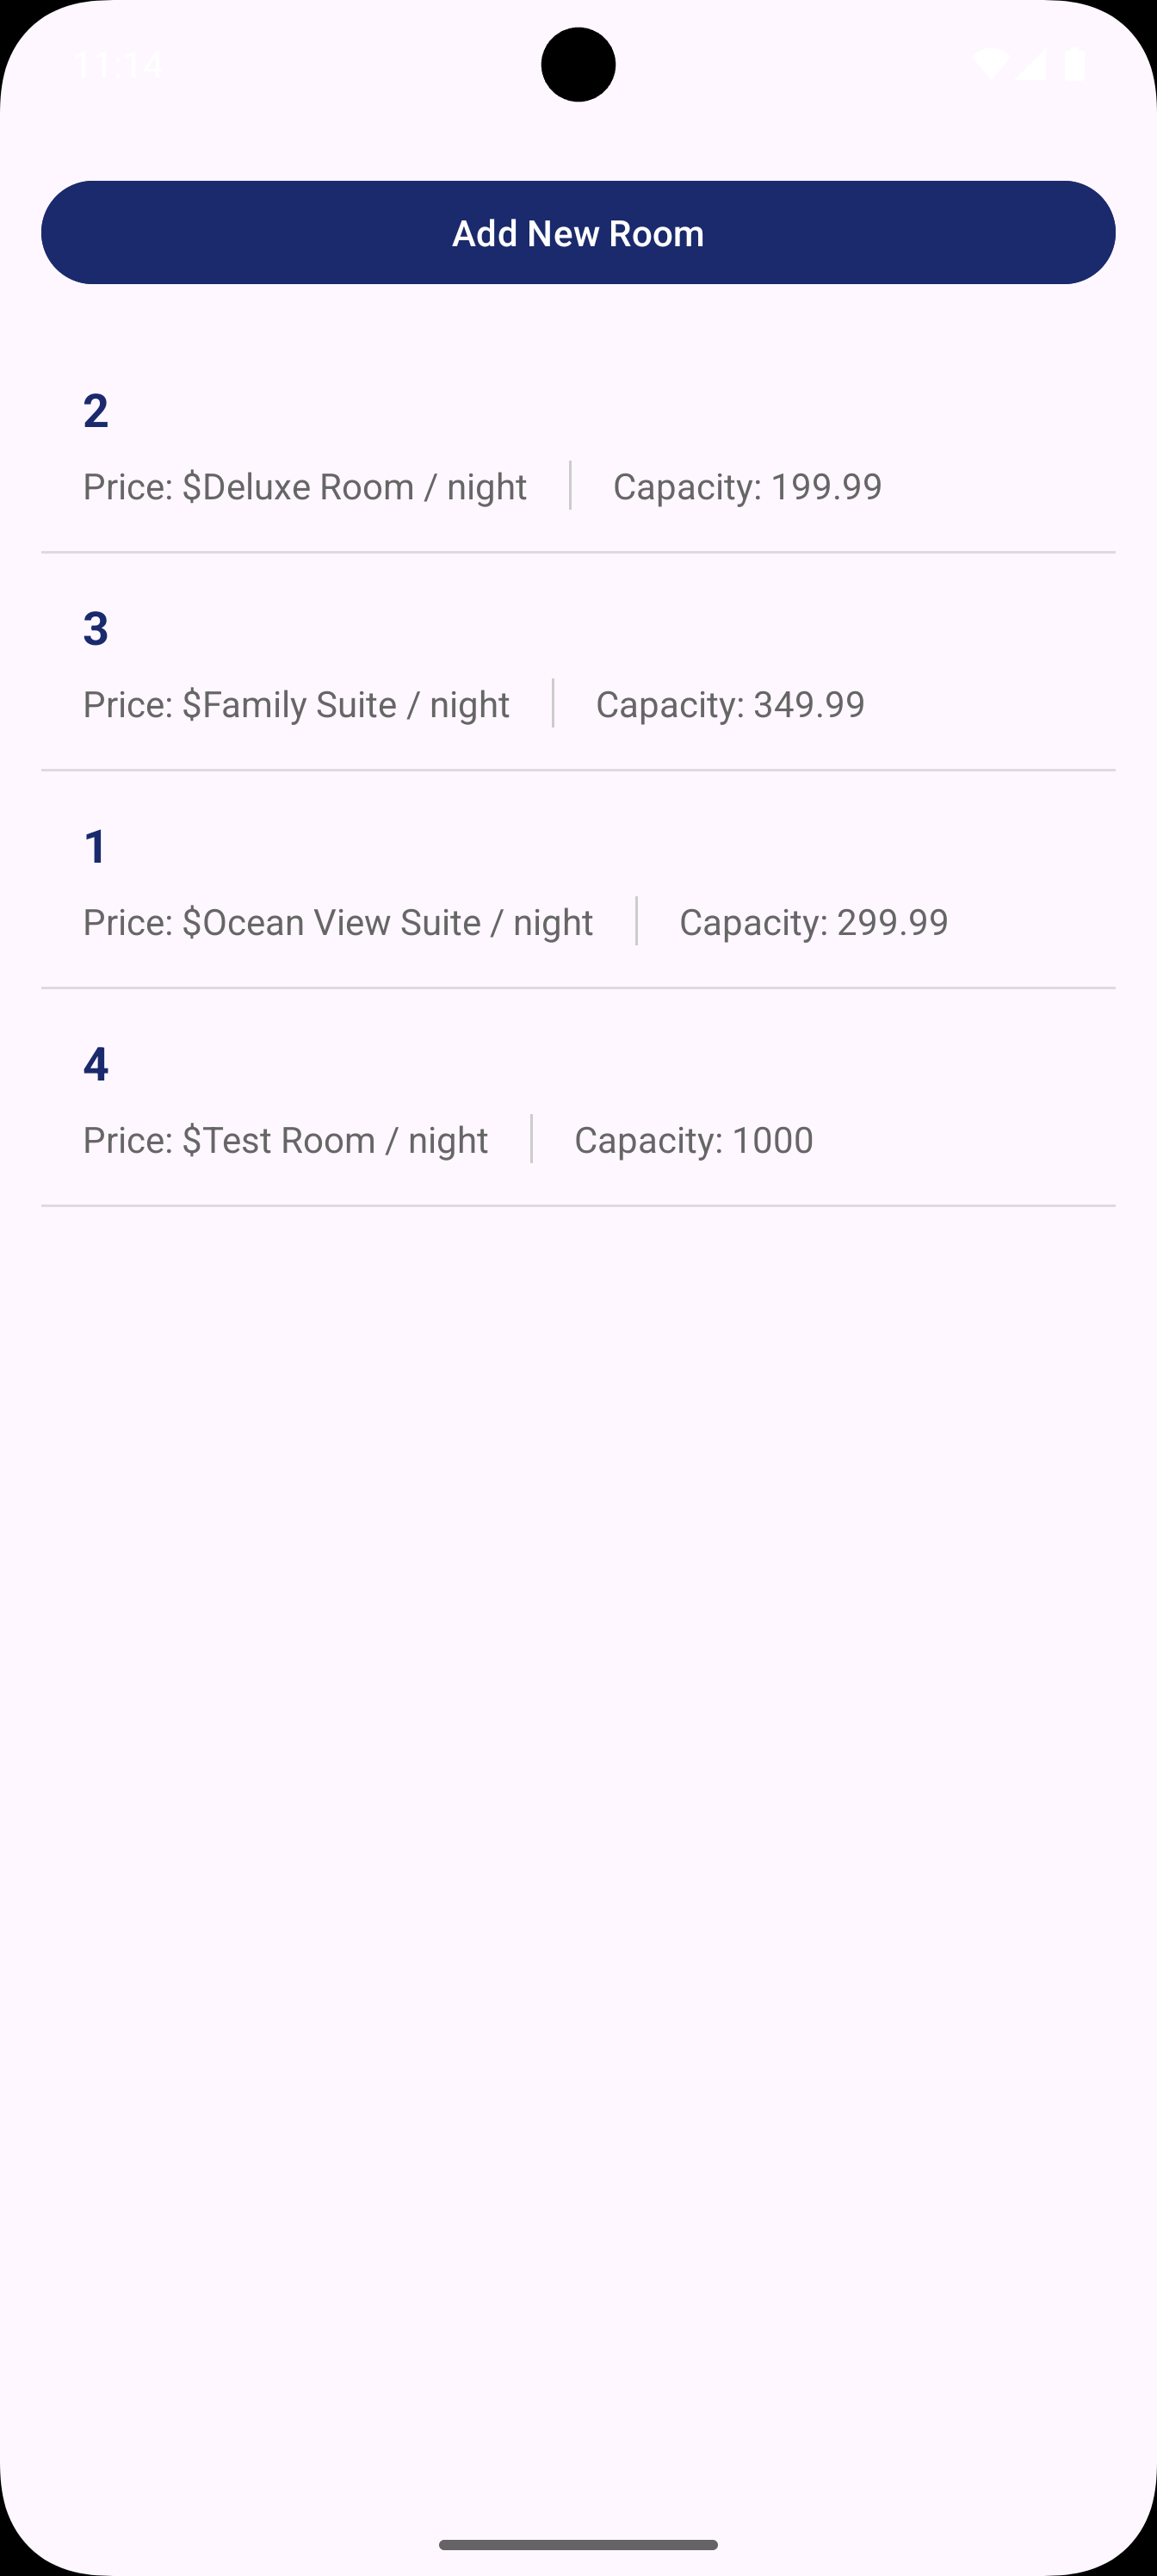 11:14
Add New Room
2
Price: $Deluxe Room / night Capacity: 199.99
3
Price: $Family Suite / night Capacity: 349.99
1
Price: $Ocean View Suite / night Capacity: 299.99
4
Price: $Test Room / night Capacity: 1000